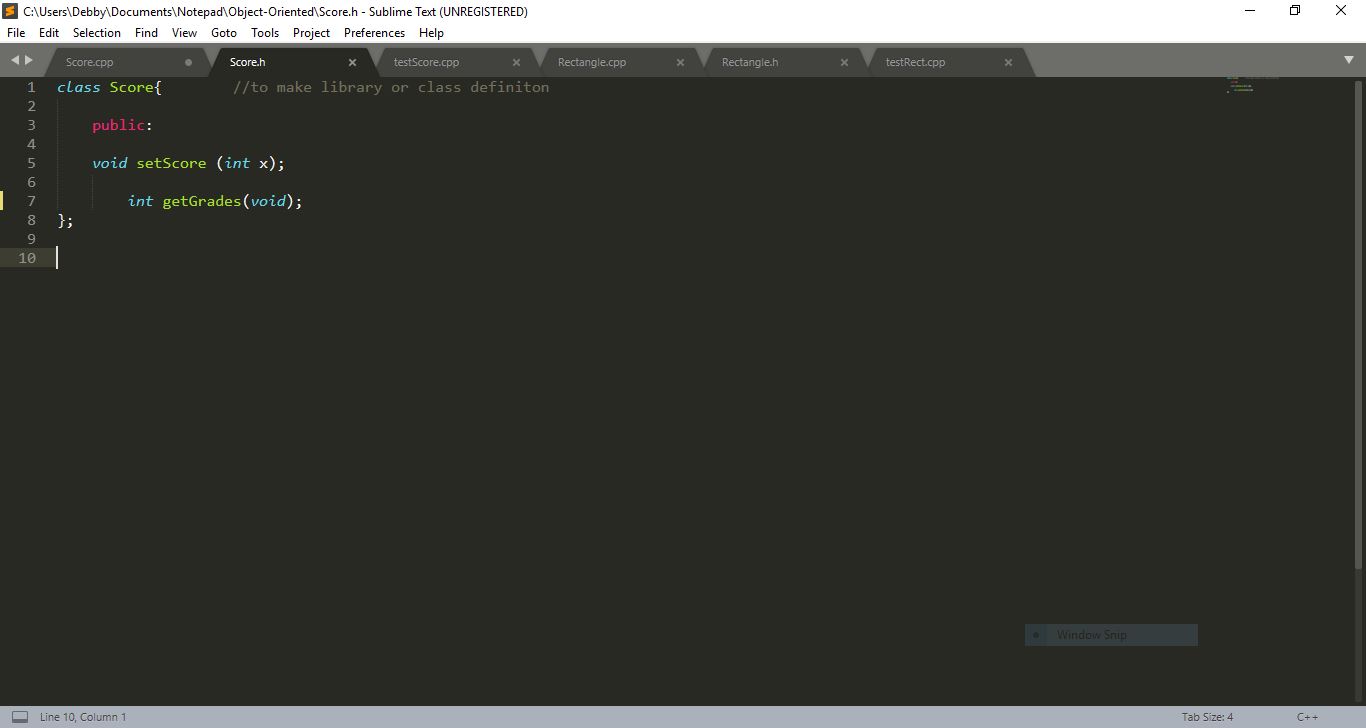 C:\Users\Debby\Documents\Notepad\Object-Oriented\Score.h - Sublime Text (UNREGISTERED)
File Edit Selection Find View Goto Tools Project Preferences Help
Score.cpp Score.h testScore.cpp Rectangle.cpp Rectangle.h testRect.cpp
1 class Score{ //to make library or class definiton
2
3 public:
4
5 void setScore (int x);
6
7 int getGrades(void);
8 };
9
10
Window Snip
Line 10, Column 1 Tab Size: 4 C++